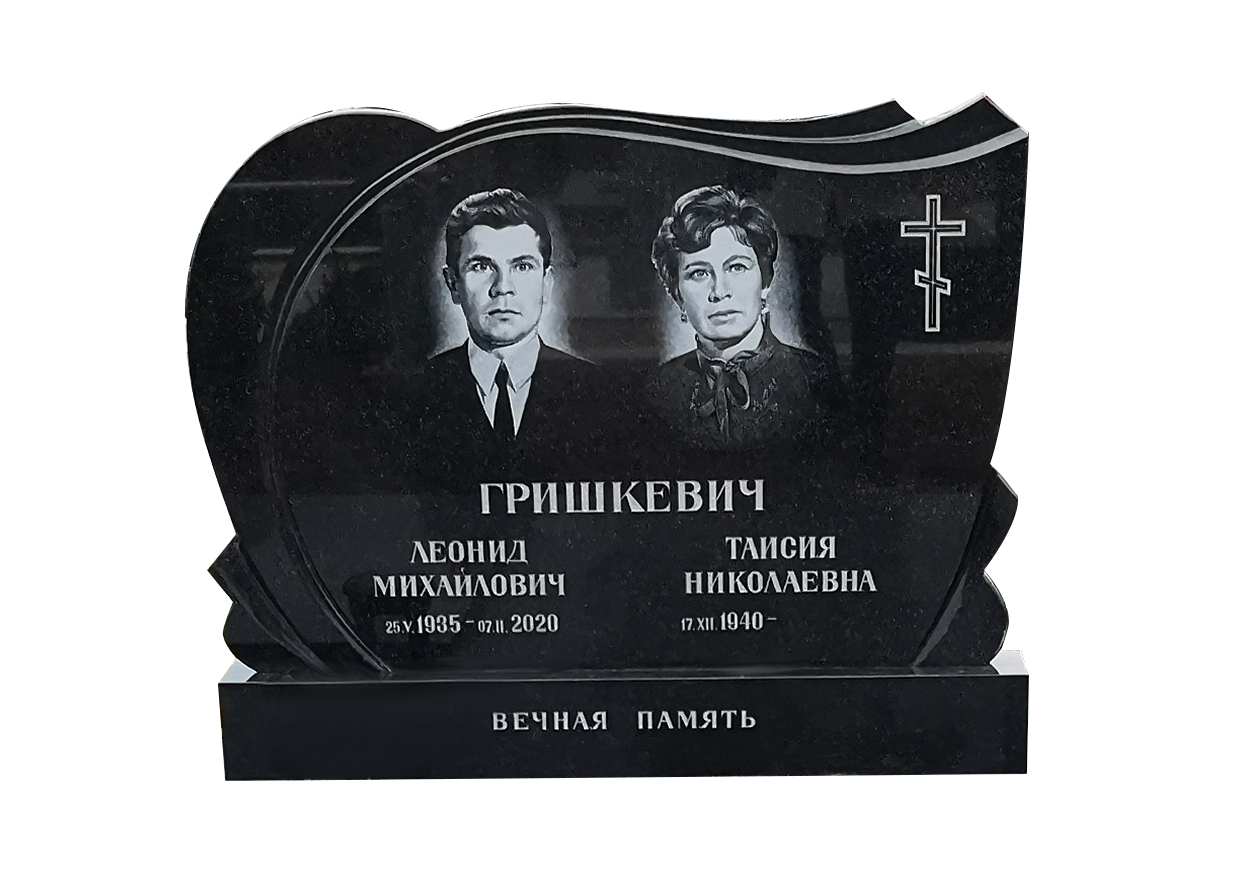 ГРИШКЕВИЧ
ЛЕОНИД
МИХАЙЛОВИЧ
25.V.1935 – 07.II.2020
ТАИСИЯ
НИКОЛАЕВНА
17.XII.1940 –
ВЕЧНАЯ ПАМЯТЬ